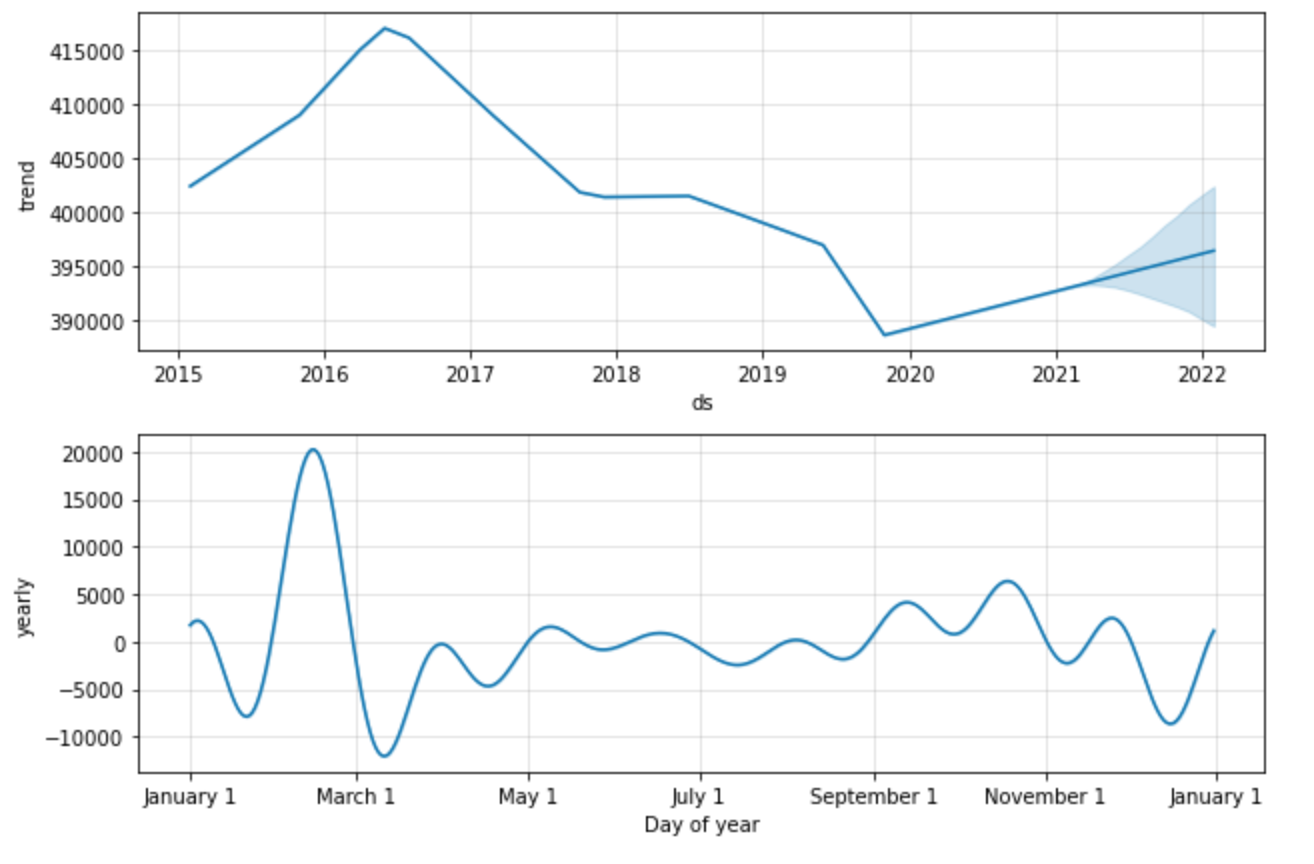 415000
410000
405000
400000
395000
390000
trend
2015 2016 2017 2018 2019 2020 2021 2022
ds
20000
15000
10000
5000
0
−5000
−10000
yearly
January 1 March 1 May 1 July 1 September 1 November 1 January 1
Day of year